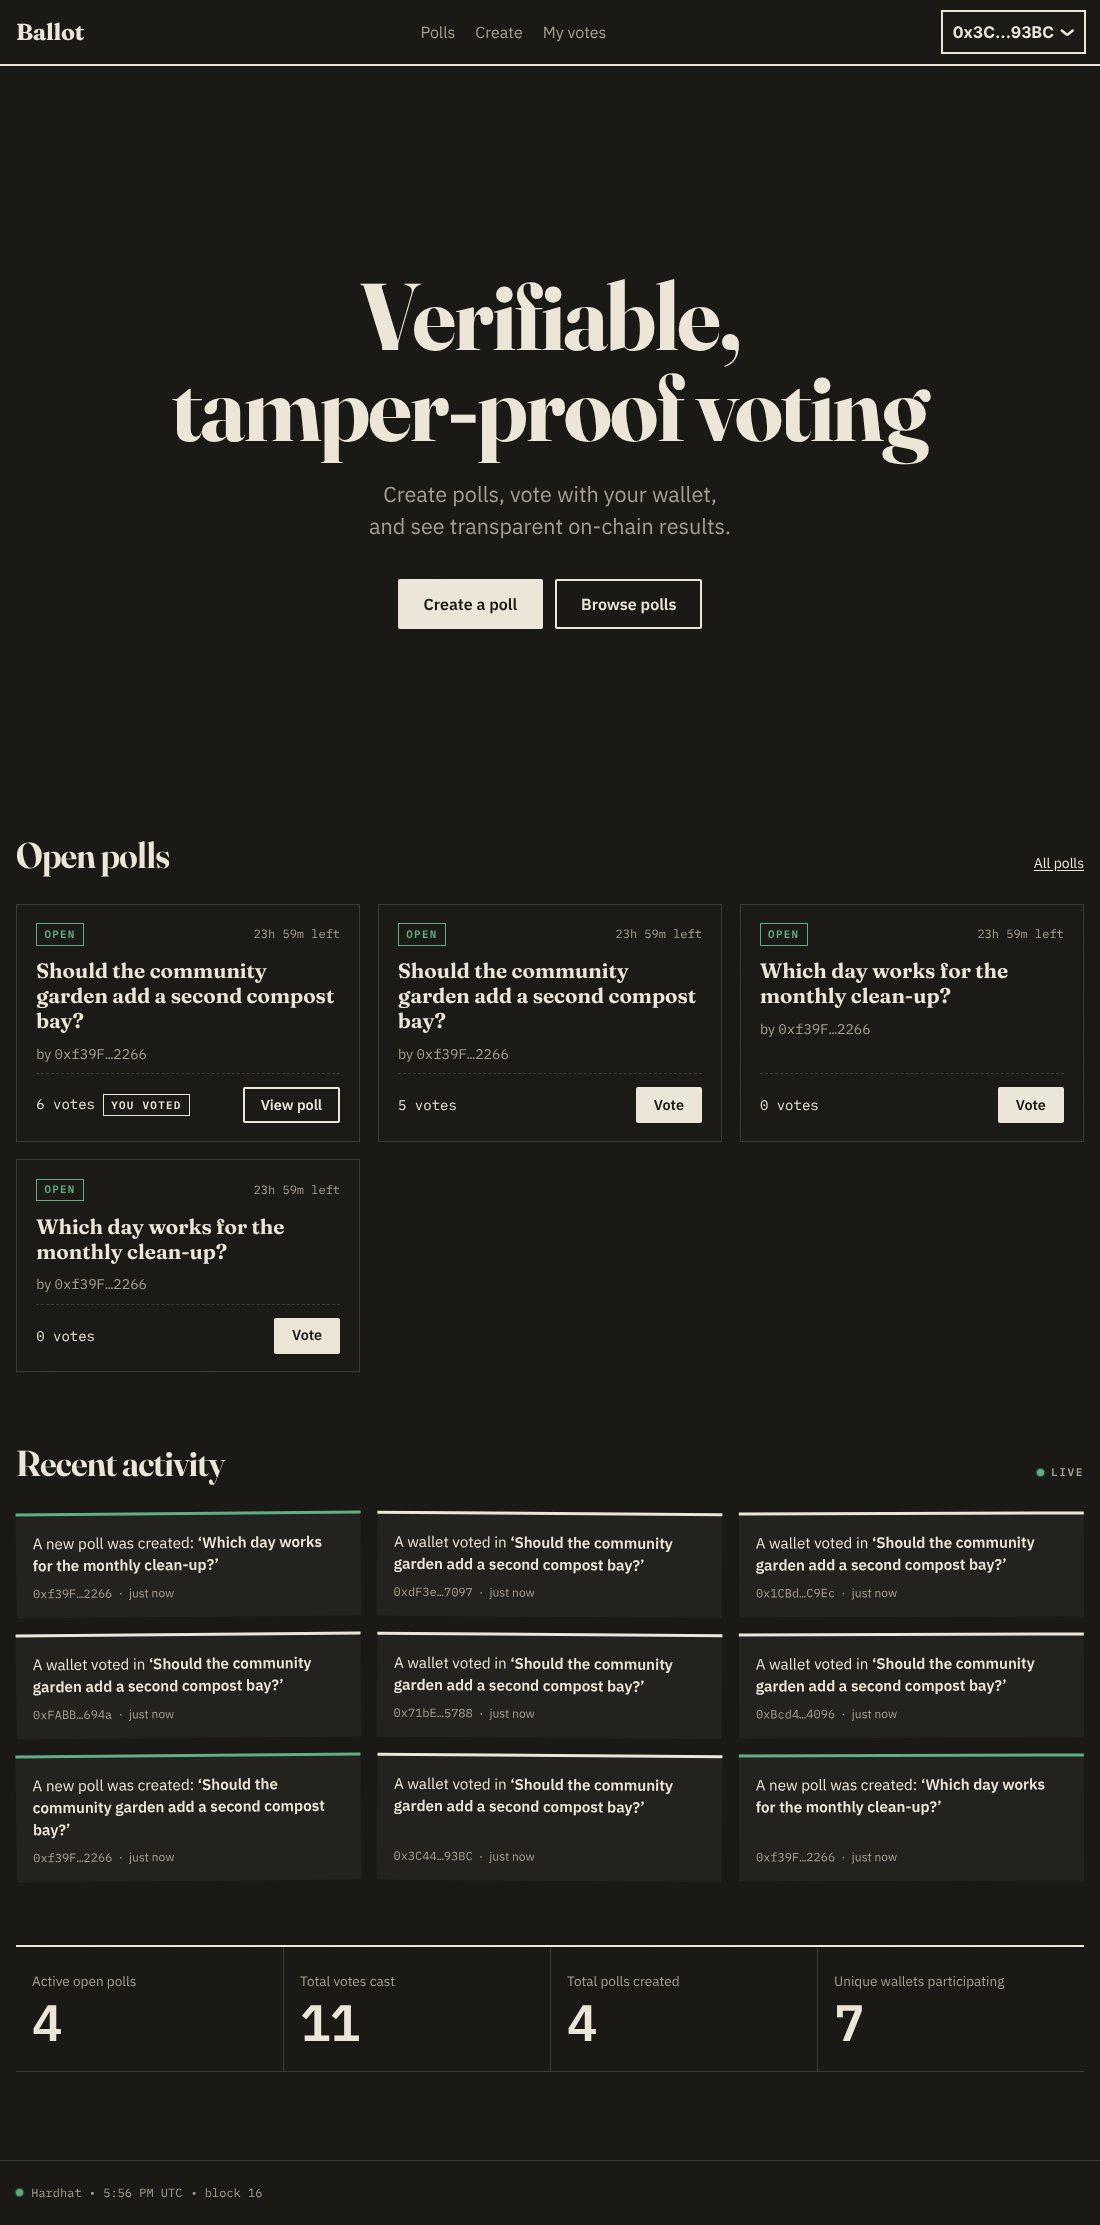 Ballot
Polls Create My votes
0x3C...93BC
Verifiable,
tamper-proof voting
Create polls, vote with your wallet,
and see transparent on-chain results.
Create a poll
Browse polls
Open polls
All polls
OPEN
23h 59m left
Should the community
garden add a second compost
bay?
by 0xf39F…2266
6 votes YOU VOTED
View poll
OPEN
23h 59m left
Should the community
garden add a second compost
bay?
by 0xf39F…2266
5 votes
Vote
OPEN
23h 59m left
Which day works for the
monthly clean-up?
by 0xf39F…2266
0 votes
Vote
OPEN
23h 59m left
Which day works for the
monthly clean-up?
by 0xf39F…2266
0 votes
Vote
Recent activity
LIVE
A new poll was created: ‘Which day works
for the monthly clean-up?’
0xf39F…2266 · just now
A wallet voted in ‘Should the community
garden add a second compost bay?’
0xdF3e…7097 · just now
A wallet voted in ‘Should the community
garden add a second compost bay?’
0x1CBd…C9Ec · just now
A wallet voted in ‘Should the community
garden add a second compost bay?’
0xFABB…694a · just now
A wallet voted in ‘Should the community
garden add a second compost bay?’
0x71bE…5788 · just now
A wallet voted in ‘Should the community
garden add a second compost bay?’
0xBcd4…4096 · just now
A new poll was created: ‘Should the
community garden add a second compost
bay?’
0xf39F…2266 · just now
A wallet voted in ‘Should the community
garden add a second compost bay?’
0x3C44…93BC · just now
A new poll was created: ‘Which day works
for the monthly clean-up?’
0xf39F…2266 · just now
Active open polls
4
Total votes cast
11
Total polls created
4
Unique wallets participating
7
Hardhat • 5:56 PM UTC • block 16